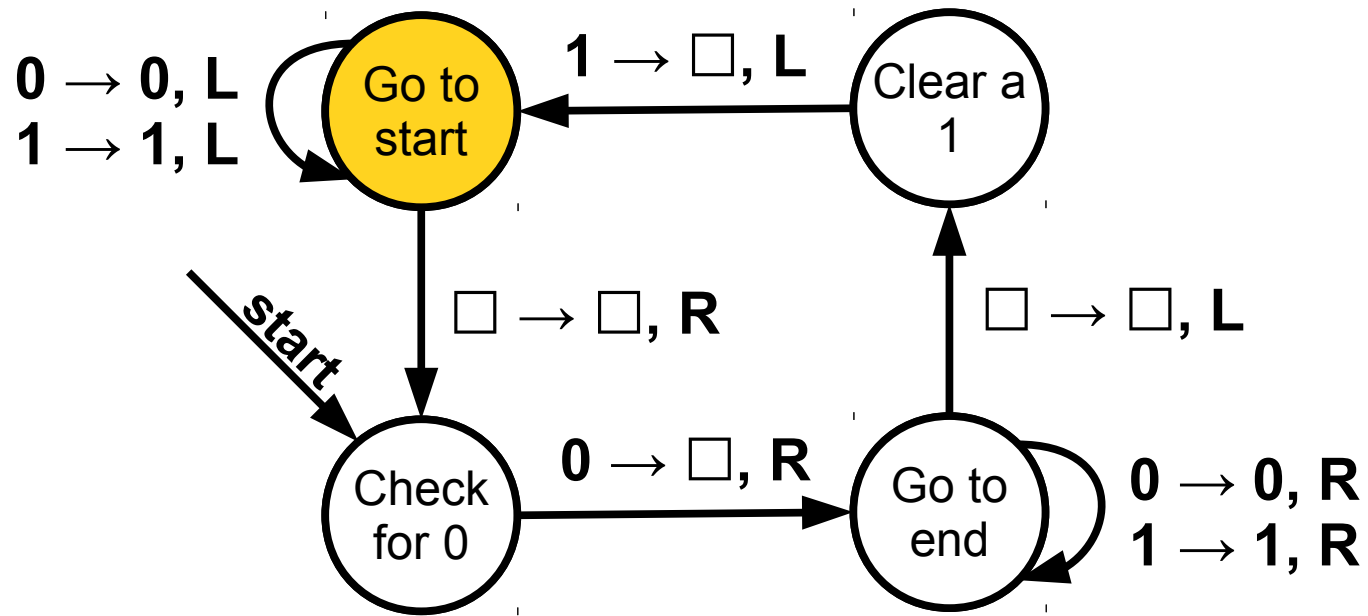 0 → 0, L
1 → 1, L
Go to
start
1 → □, L
Clear a
1
□ → □, R
□ → □, L
start
Check
for 0
0 → □, R
Go to
end
0 → 0, R
1 → 1, R